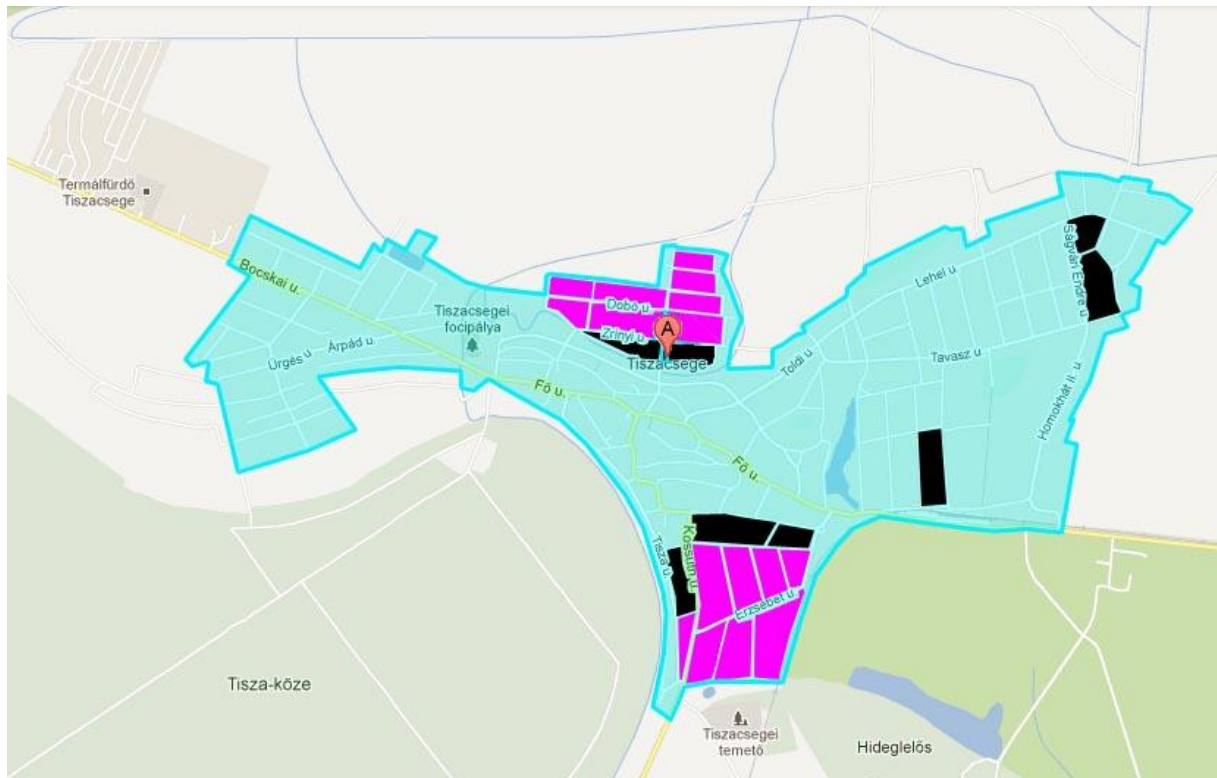 Termálfürdő
Tiszacsege
Bocskai u.
Tiszacsegei
focipálya
Ürgés u
Árpád u.
Dobó u.
Zrínyi u.
A
Tiszacsege
Fő u.
Fő u.
Toldi u
Lehel u.
Tavasz u
Ságvári Endre u.
Homokhát II. u.
Tisza u.
Kossuth u.
Erzsébet u.
Tisza-köze
Tiszacsegei
temető
Hideglelős